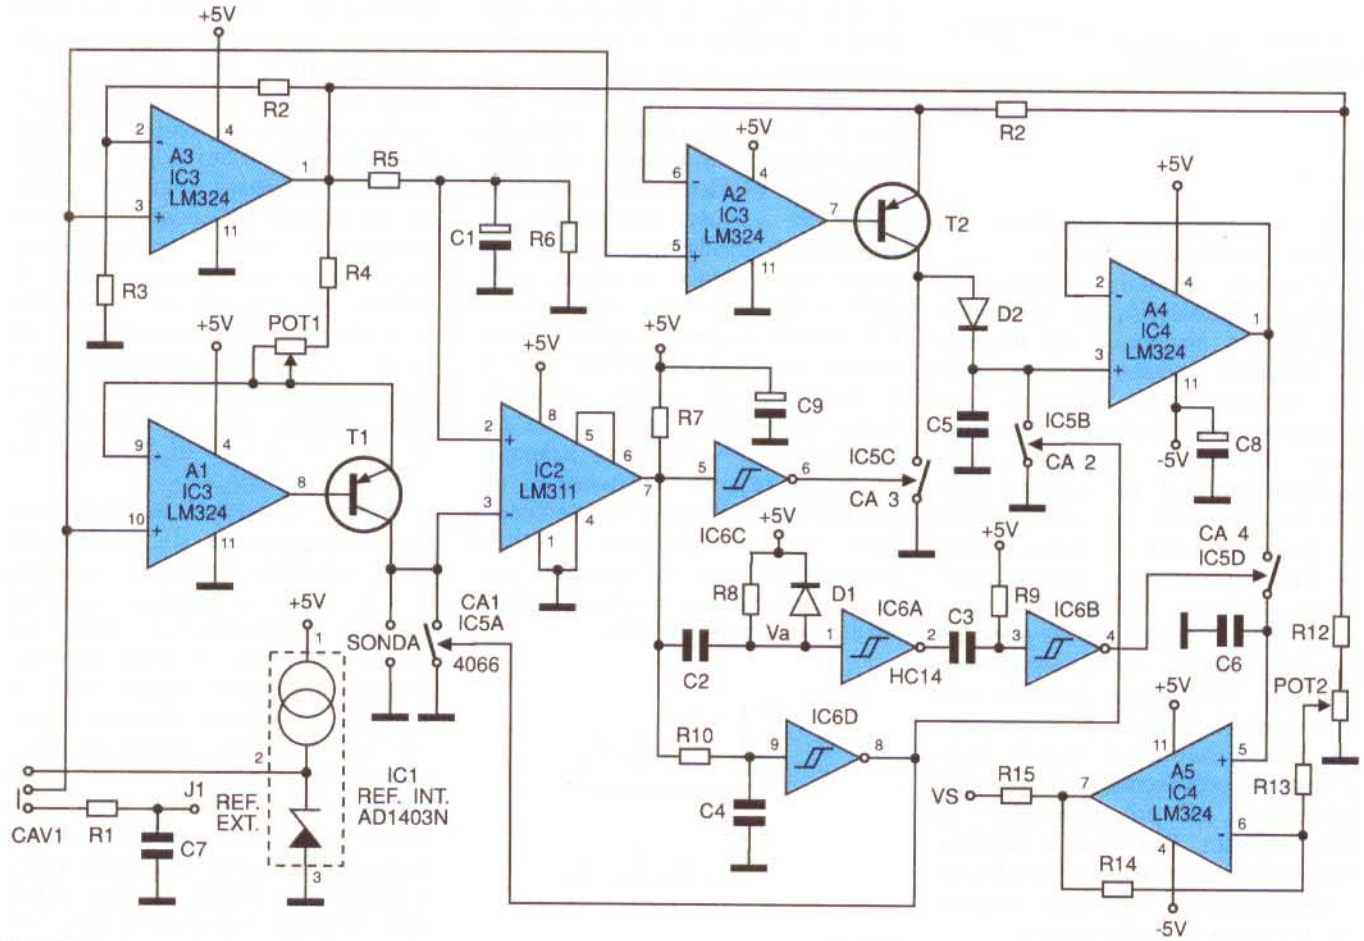 +5V
R2
2
-
4
A3
IC3
LM324
1
3
+
11
R5
C1
R6
R3
R4
POT1
+5V
9
-
4
A1
IC3
LM324
8
10
+
11
T1
+5V
R2
6
-
4
A2
IC3
LM324
7
5
+
11
T2
D2
+5V
2
-
4
A4
IC4
LM324
1
3
+
11
-5V
C8
+5V
8
2
+
5
6
IC2
LM311
7
3
-
1
4
+5V
R7
C9
5
6
IC6C
IC5C
CA 3
C5
IC5B
CA 2
CA 4
IC5D
SONDA
CA1
IC5A
4066
+5V
R8
D1
Va
C2
1
IC6A
2
HC14
C3
+5V
R9
3
IC6B
4
C6
R12
POT2
R10
9
IC6D
8
C4
+5V
1
2
3
IC1
REF. INT.
AD1403N
REF.
EXT.
J1
CAV1
R1
C7
VS
R15
+5V
11
7
A5
IC4
LM324
5
+
6
-
4
-5V
R13
R14